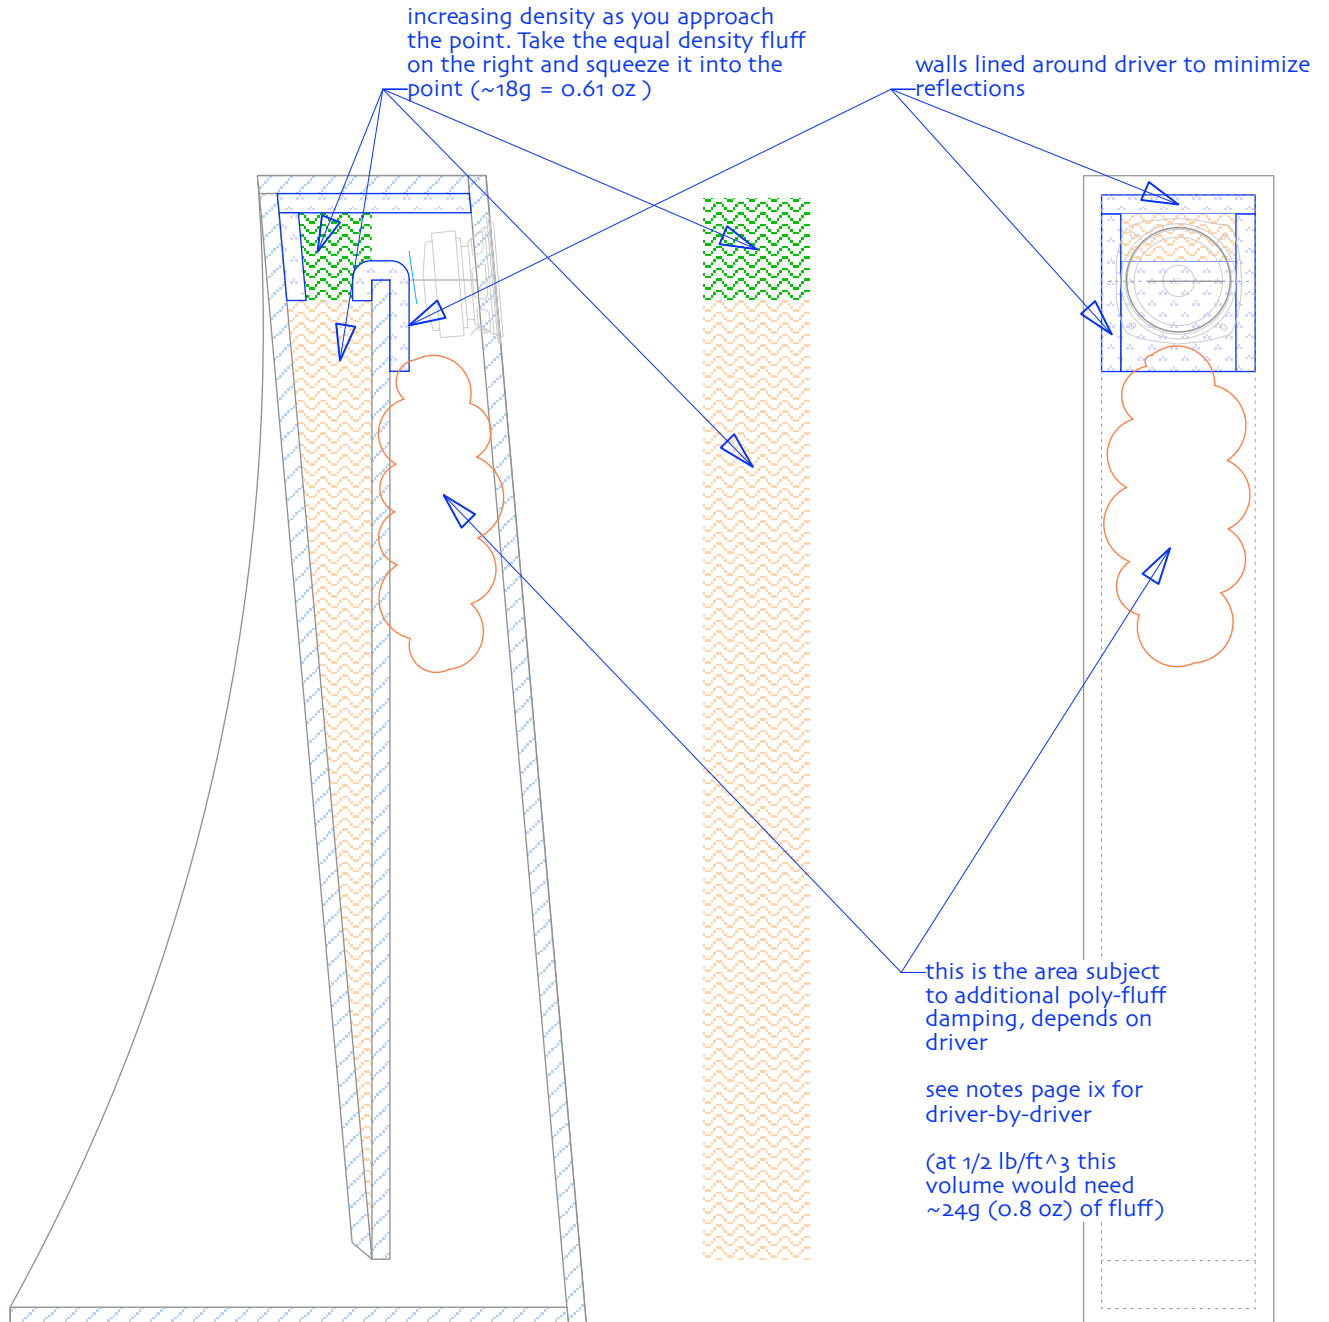 increasing density as you approach
the point. Take the equal density fluff
on the right and squeeze it into the
point (~18g = 0.61 oz )
walls lined around driver to minimize
reflections
this is the area subject
to additional poly-fluff
damping, depends on
driver
see notes page ix for
driver-by-driver
(at 1/2 lb/ft^3 this
volume would need
~24g (0.8 oz) of fluff)